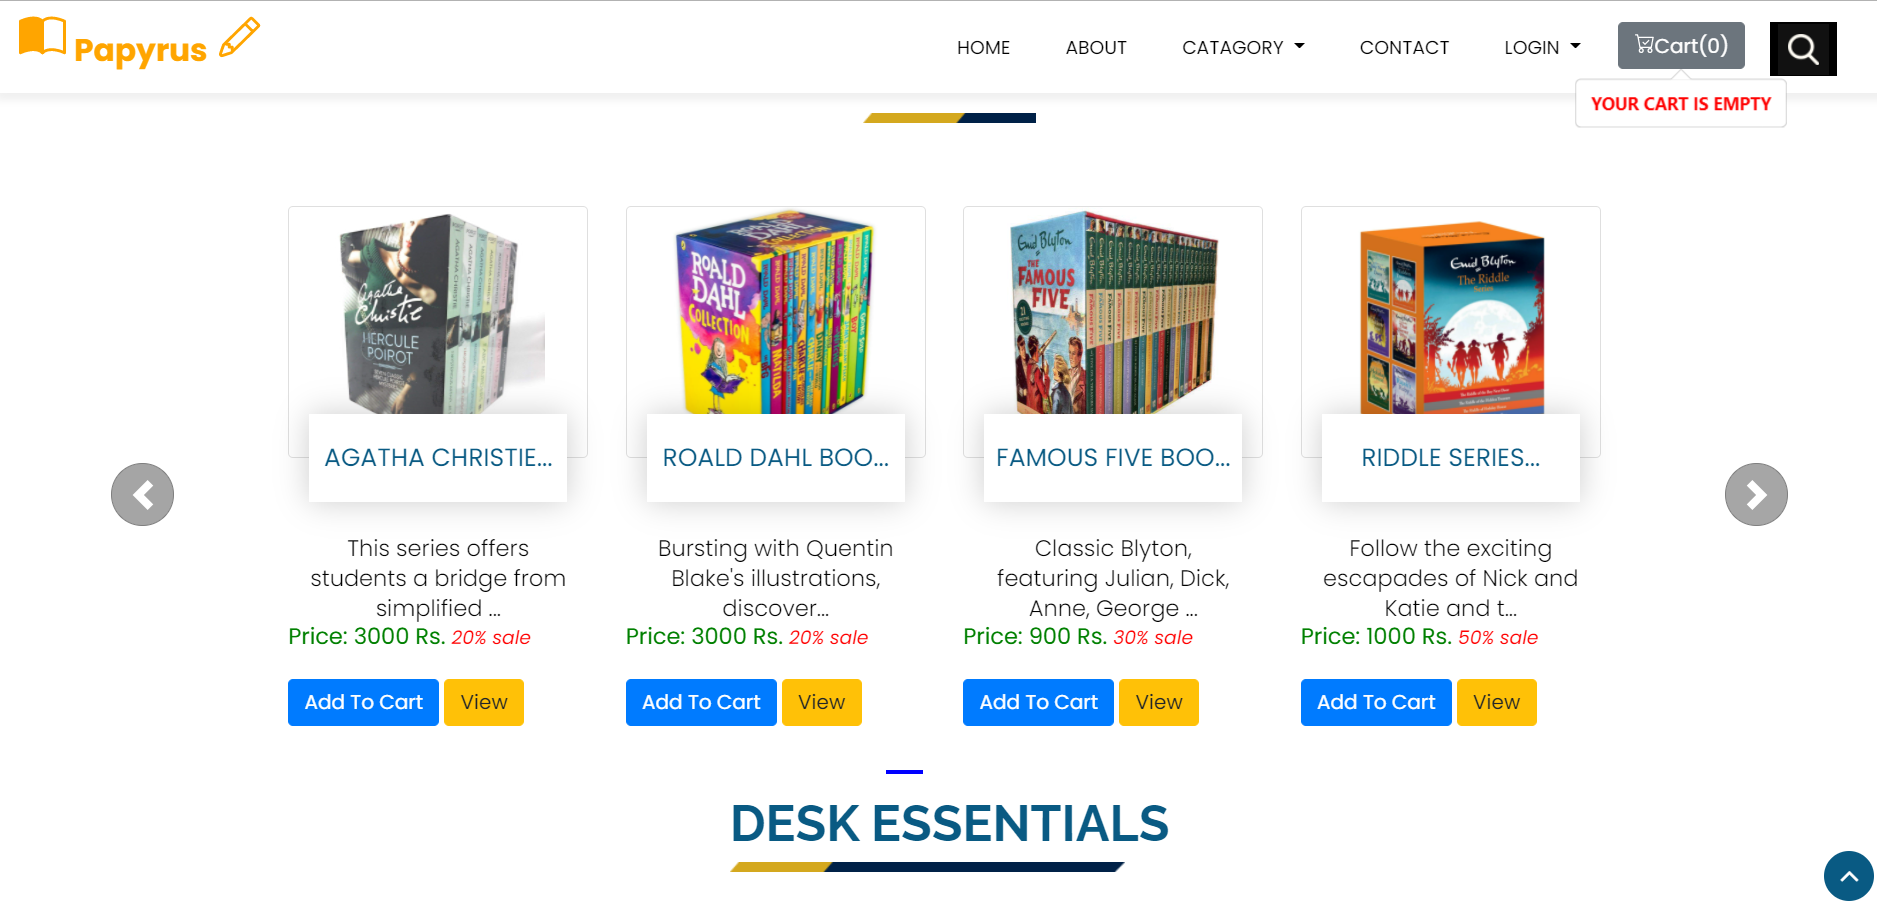 Papyrus
HOME
ABOUT
CATAGORY
CONTACT
LOGIN
Cart(0)
YOUR CART IS EMPTY
Agatha
Christie
HERCULE
POIROT
ROALD
DAHL
COLLECTION
MATILDA
Enid Blyton
THE
FAMOUS
FIVE
Enid Blyton
The Riddle
Series
AGATHA CHRISTIE...
ROALD DAHL BOO...
FAMOUS FIVE BOO...
RIDDLE SERIES...
This series offers
students a bridge from
simplified ...
Price: 3000 Rs. 20% sale
Add To Cart
View
Bursting with Quentin
Blake's illustrations,
discover...
Price: 3000 Rs. 20% sale
Add To Cart
View
Classic Blyton,
featuring Julian, Dick,
Anne, George ...
Price: 900 Rs. 30% sale
Add To Cart
View
Follow the exciting
escapades of Nick and
Katie and t...
Price: 1000 Rs. 50% sale
Add To Cart
View
DESK ESSENTIALS